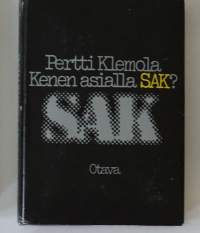 Pertti Klemola
Kenen asialla SAK?
SAK
Otava